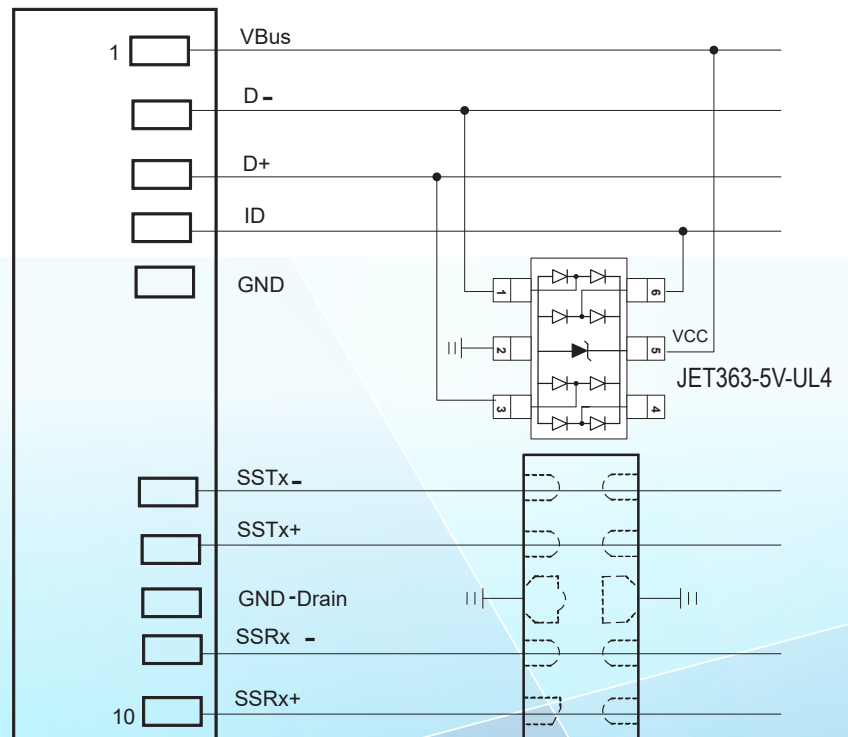 1
VBus
D -
D+
ID
GND
1
6
2
5
VCC
3
4
JET363-5V-UL4
SSTx-
SSTx+
GND-Drain
SSRx -
10
SSRx+